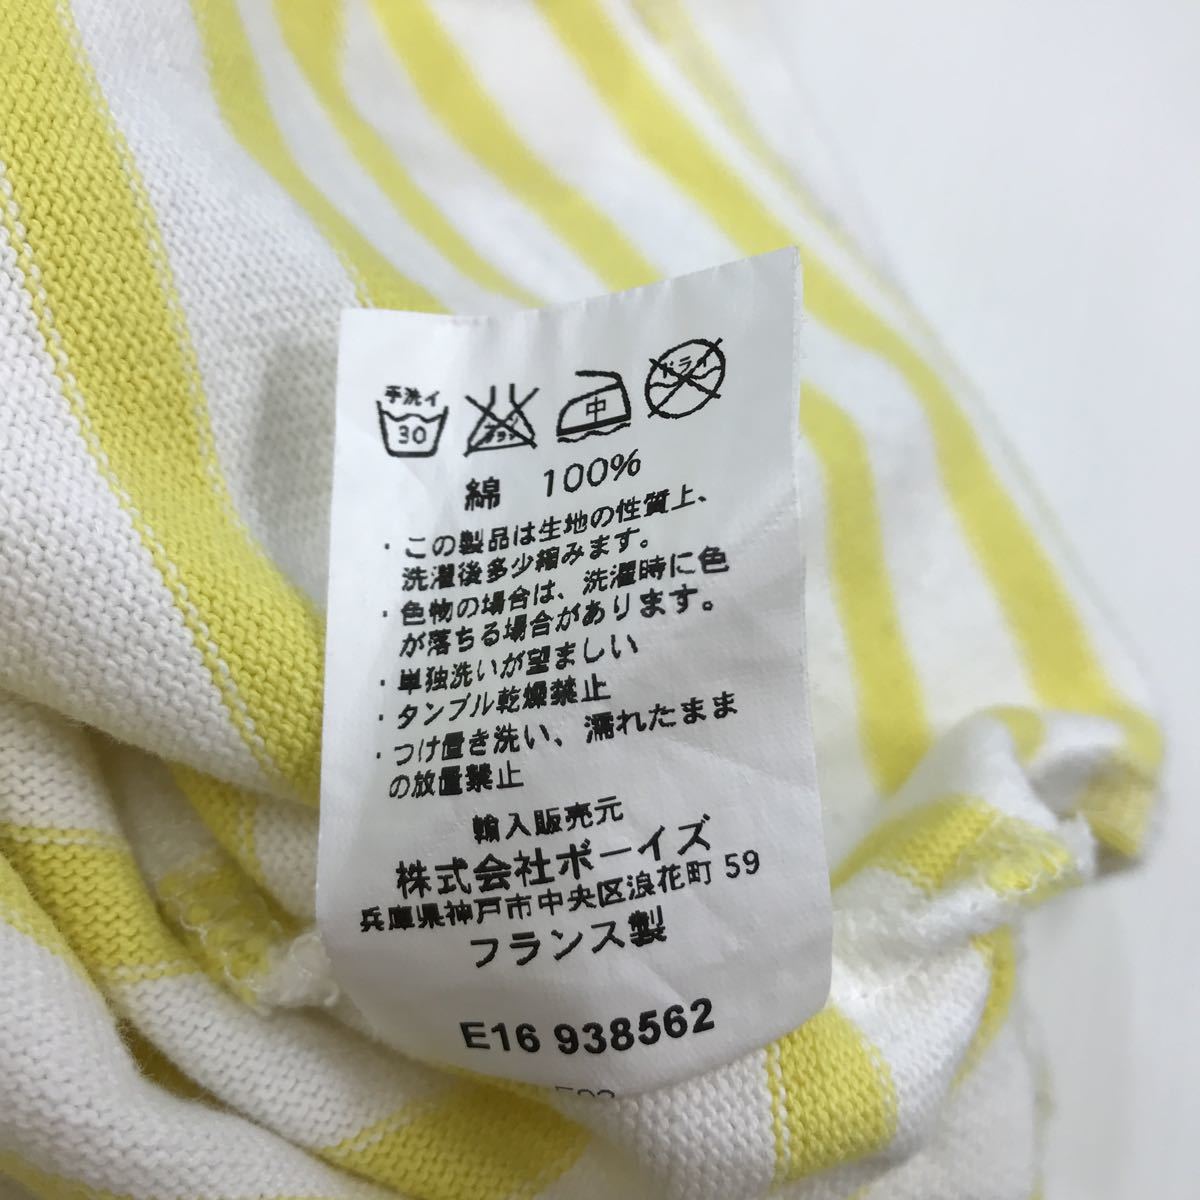 手洗イ
30
中
ドライ
綿 100%
・この製品は生地の性質上、
洗濯後多少縮みます。
・色物の場合は、洗濯時に色
が落ちる場合があります。
・単独洗いが望ましい
・タンブル乾燥禁止
・つけ置き洗い、濡れたまま
の放置禁止
輸入販売元
株式会社ボーイズ
兵庫県神戸市中央区浪花町 59
フランス製
E16 938562